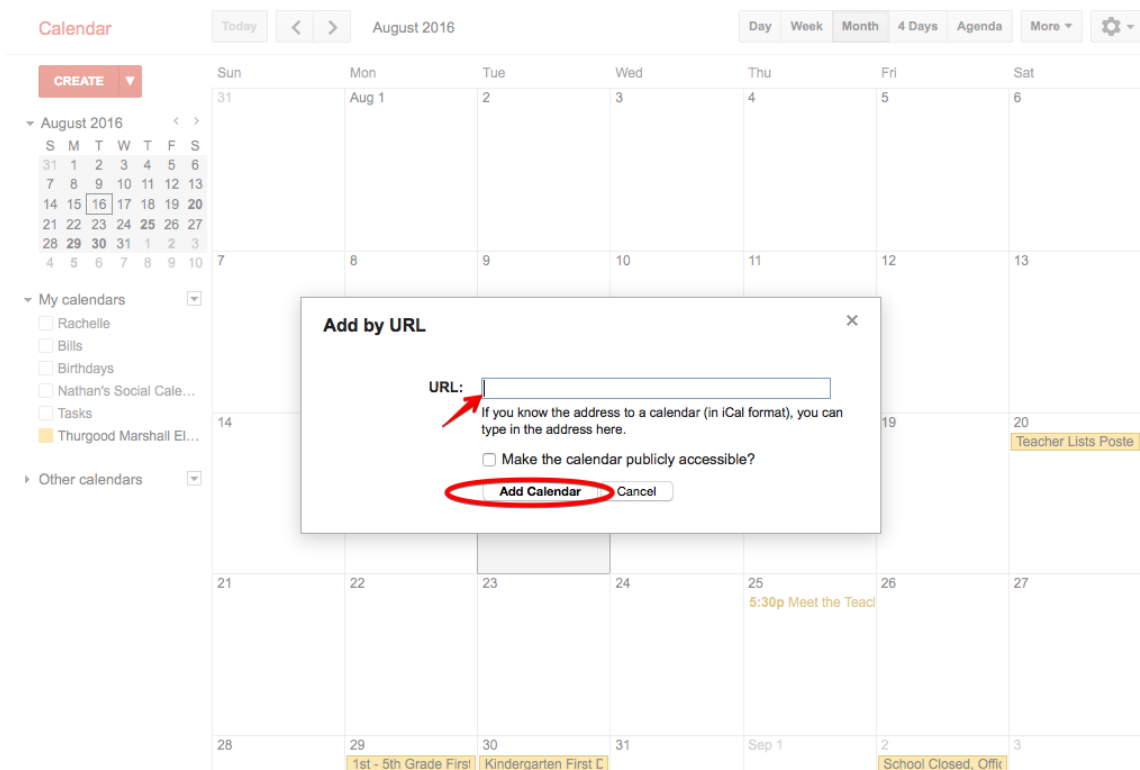 Calendar
Today
August 2016
Day Week Month 4 Days Agenda
More
CREATE
August 2016
S M T W T F S
31 1 2 3 4 5 6
7 8 9 10 11 12 13
14 15 16 17 18 19 20
21 22 23 24 25 26 27
28 29 30 31 1 2 3
4 5 6 7 8 9 10
My calendars
Rachelle
Bills
Birthdays
Nathan's Social Cale...
Tasks
Thurgood Marshall El...
Other calendars
Sun Mon Tue Wed Thu Fri Sat
31 Aug 1 2 3 4 5 6
7 8 9 10 11 12 13
Add by URL
URL:
If you know the address to a calendar (in iCal format), you can
type in the address here.
Make the calendar publicly accessible?
Add Calendar Cancel
14 19 20
Teacher Lists Poste
21 22 23 24 25 26 27
5:30p Meet the Teacl
28 29 30 31 Sep 1 2 3
1st - 5th Grade First Kindergarten First D School Closed, Offic